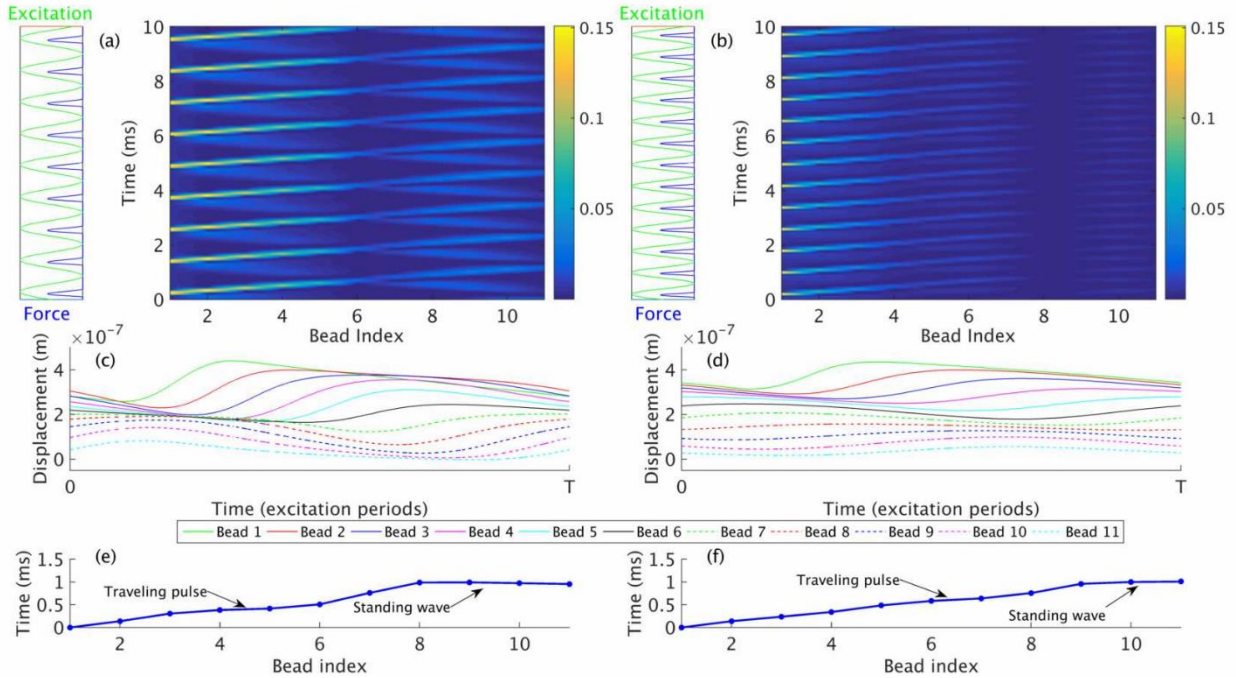 Excitation
(a)
Force
Time (ms)
10
8
6
4
2
0
2 4 6 8 10
Bead Index
0.15
0.1
0.05
Excitation
(b)
Force
Time (ms)
10
8
6
4
2
0
2 4 6 8 10
Bead Index
0.15
0.1
0.05
×10⁻⁷
(c)
Displacement (m)
4
2
0
0 T
Time (excitation periods)
×10⁻⁷
(d)
Displacement (m)
4
2
0
0 T
Time (excitation periods)
Bead 1 Bead 2 Bead 3 Bead 4 Bead 5 Bead 6 Bead 7 Bead 8 Bead 9 Bead 10 Bead 11
(e)
Time (ms)
1.5
1
0.5
0
Traveling pulse
Standing wave
2 4 6 8 10
Bead index
(f)
Time (ms)
1.5
1
0.5
0
Traveling pulse
Standing wave
2 4 6 8 10
Bead index